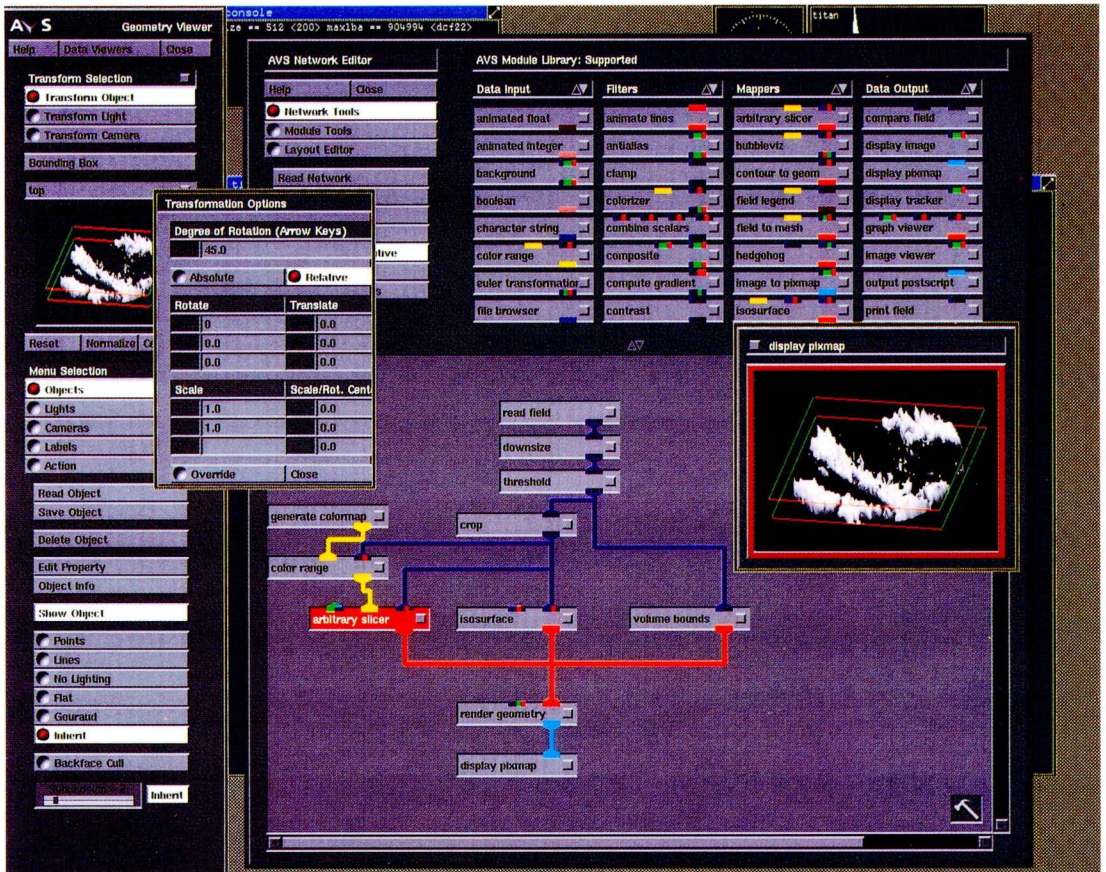 AVS Geometry Viewer
Help Data Viewers Close
Transform Selection
Transform Object
Transform Light
Transform Camera
Bounding Box
top
Reset Normalize
Menu Selection
Objects
Lights
Cameras
Labels
Action
Read Object
Save Object
Delete Object
Edit Property
Object Info
Show Object
Points
Lines
No Lighting
Flat
Gouraud
Inherit
Backface Cull
Inherit
console
ize == 512 <200> maxlba == 904994 <dcf22>
titan
Transformation Options
Degree of Rotation (Arrow Keys)
45.0
Absolute Relative
Rotate Translate
0 0.0
0.0 0.0
0.0 0.0
Scale Scale/Rot. Cent
1.0 0.0
1.0 0.0
0.0
Override Close
AVS Network Editor
Help Close
Network Tools
Module Tools
Layout Editor
Read Network
AVS Module Library: Supported
Data Input Filters Mappers Data Output
animated float animate lines arbitrary slicer compare field
animated integer antialias bubbleviz display image
background clamp contour to geom display pixmap
boolean colorizer field legend display tracker
character string combine scalars field to mesh graph viewer
color range composite hedgehog image viewer
euler transformation compute gradient image to pixmap output postscript
file browser contrast isosurface print field
display pixmap
read field
downsize
threshold
generate colormap
crop
color range
arbitrary slicer isosurface volume bounds
render geometry
display pixmap